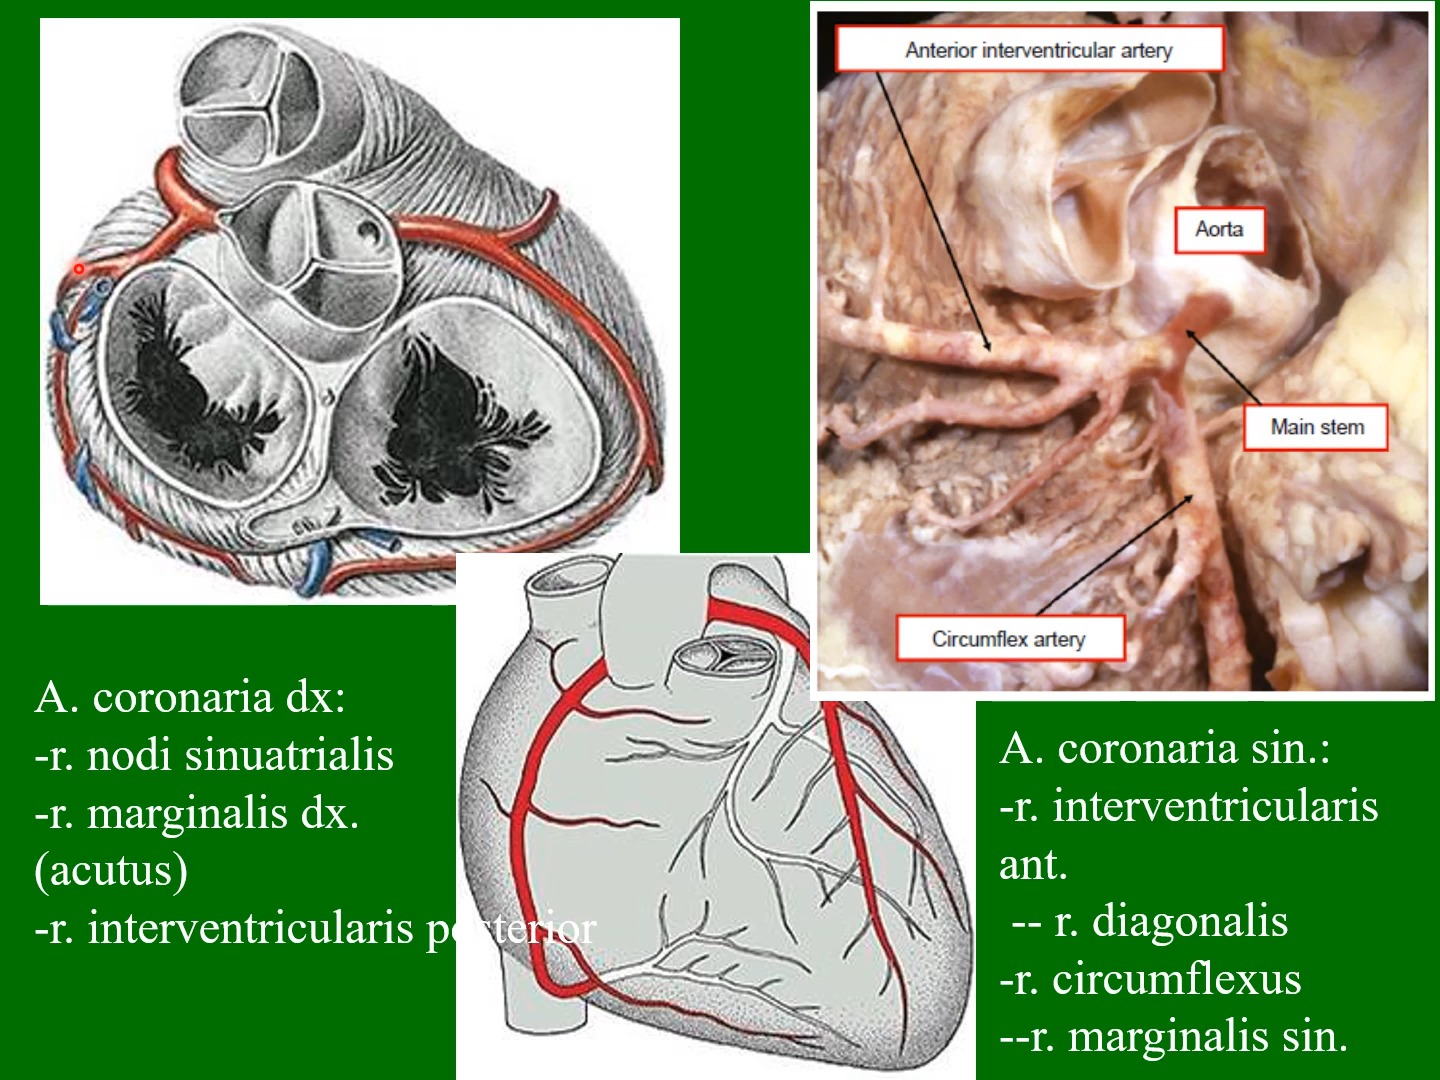 Anterior interventricular artery
Aorta
Main stem
Circumflex artery
A. coronaria dx:
-r. nodi sinuatrialis
-r. marginalis dx.
(acutus)
-r. interventricularis posterior
A. coronaria sin.:
-r. interventricularis
ant.
-- r. diagonalis
-r. circumflexus
--r. marginalis sin.